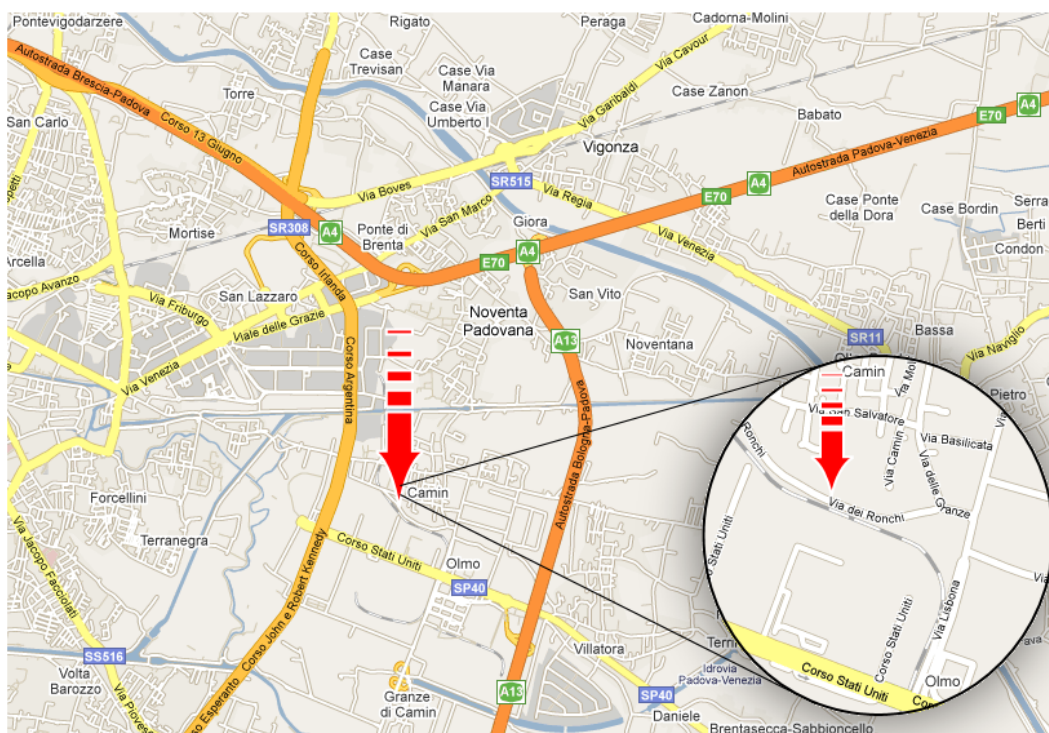 Pontevigodarzere
Rigato
Peraga
Cadorna-Molini
Autostrada Brescia-Padova
Case
Trevisan
Via Cavour
Case Via
Manara
Torre
Case Zanon
Case Via
Umberto I
Via Garibaldi
Babato
A4
E70
San Carlo
Corso 13 Giugno
Vigonza
Autostrada Padova-Venezia
A4
E70
SR515
Via Boves
Via Regia
Via San Marco
Case Ponte
della Dora
Case Bordin
Serra
Berti
Condon
Mortise
SR308
A4
Ponte di
Brenta
Giora
A4
E70
Via Venezia
Arcella
Corso Irlanda
Jacopo Avanzo
Via Friburgo
San Lazzaro
Viale delle Grazie
San Vito
Noventa
Padovana
A13
Noventana
SR11
Bassa
Via Naviglio
Via Venezia
Corso Argentina
Autostrada Bologna-Padova
Pietro
Camin
Via San Salvatore
Via Camin
Via Basilicata
Via delle Granze
Ronchi
Via dei Ronchi
Stati Uniti
Corso Stati Uniti
Via Lisbona
Corso Stati Uniti
Olmo
Forcellini
Camin
Terranegra
Corso Stati Uniti
Olmo
SP40
Via Jacopo Facciolati
Corso John e Robert Kennedy
Villatora
SS516
Idrovia
Padova-Venezia
Volta
Barozzo
Esperanto
A13
SP40
Granze
di Camin
Daniele
Brentasecca-Sabbioncello